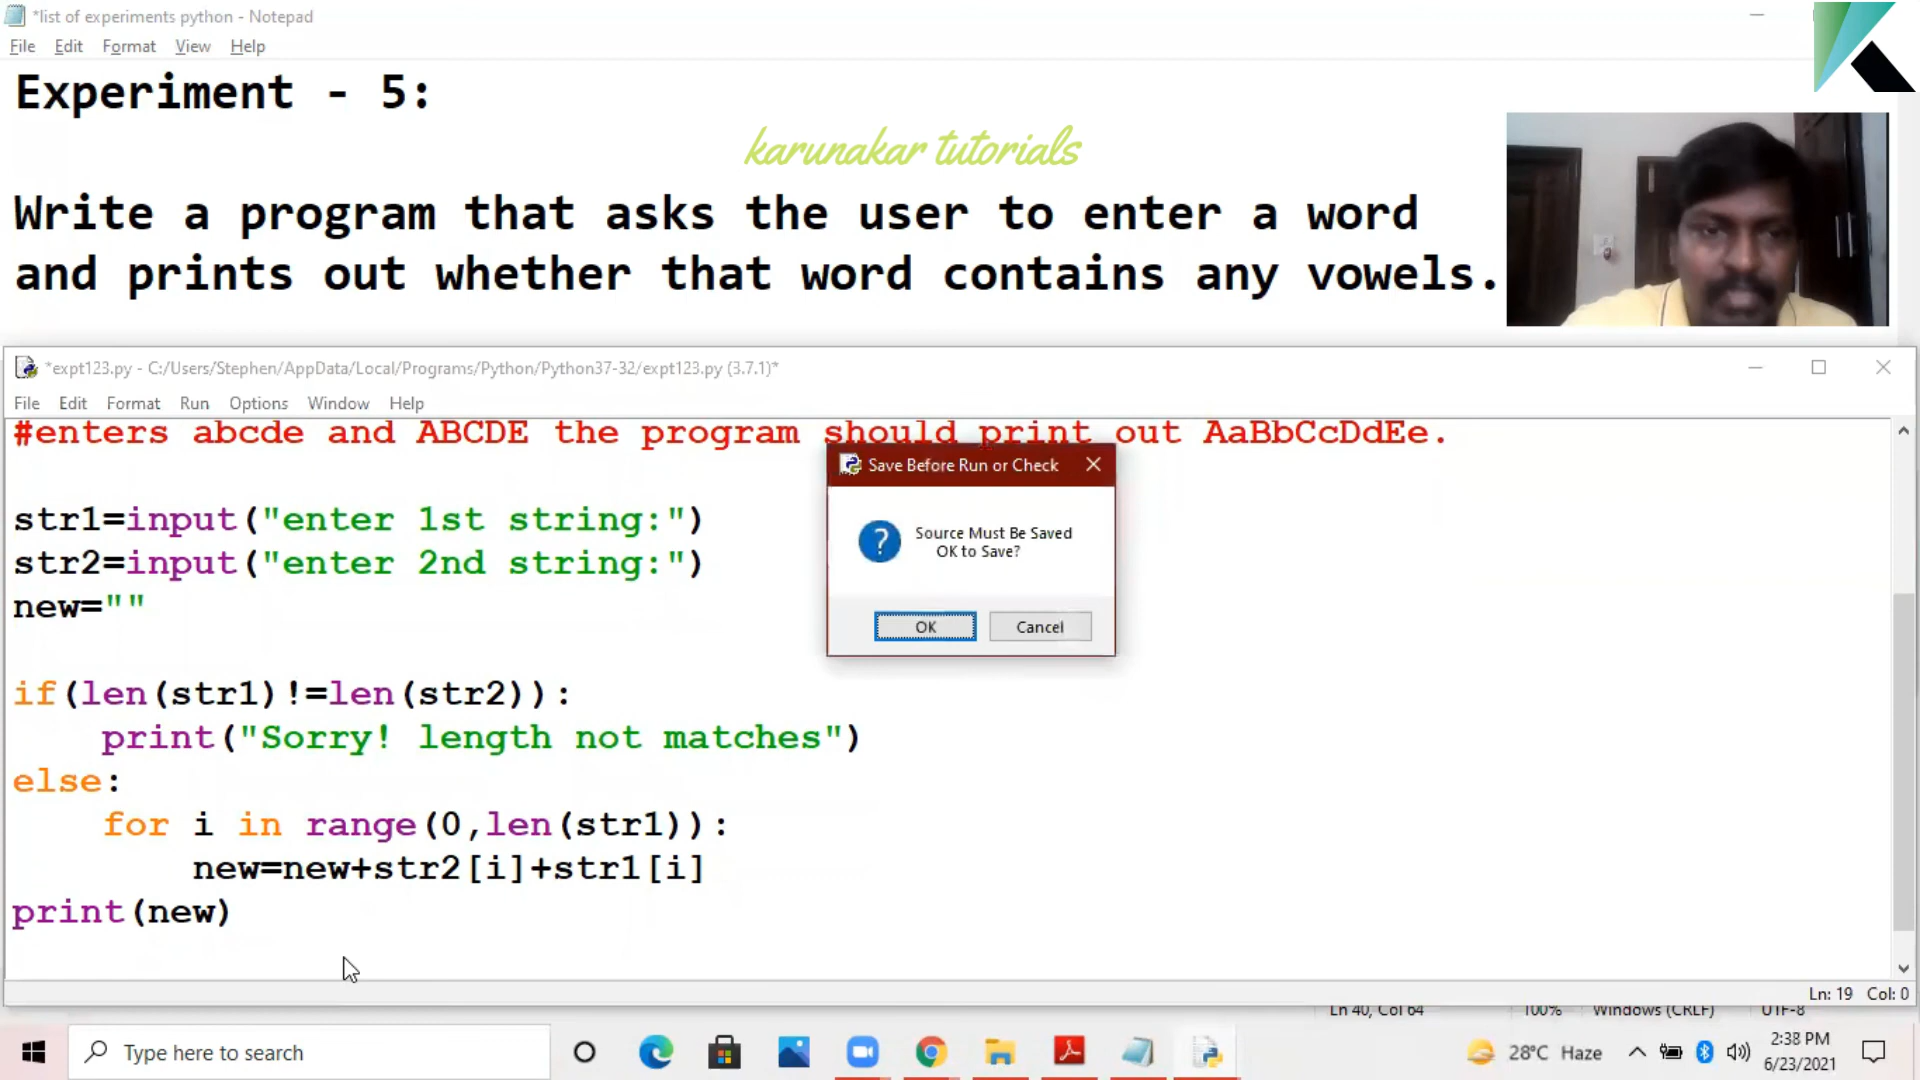 *list of experiments python - Notepad
File Edit Format View Help
Experiment - 5:
karunakar tutorials
Write a program that asks the user to enter a word
and prints out whether that word contains any vowels.
*expt123.py - C:/Users/Stephen/AppData/Local/Programs/Python/Python37-32/expt123.py (3.7.1)*
File Edit Format Run Options Window Help
#enters abcde and ABCDE the program should print out AaBbCcDdEe.
Save Before Run or Check
Source Must Be Saved
OK to Save?
OK Cancel
str1=input("enter 1st string:")
str2=input("enter 2nd string:")
new=""
if(len(str1)!=len(str2)):
print("Sorry! length not matches")
else:
for i in range(0,len(str1)):
new=new+str2[i]+str1[i]
print(new)
Ln: 19 Col: 0
Ln 40, Col 64 100% Windows (CRLF) UTF-8
Type here to search
28°C Haze
2:38 PM
6/23/2021